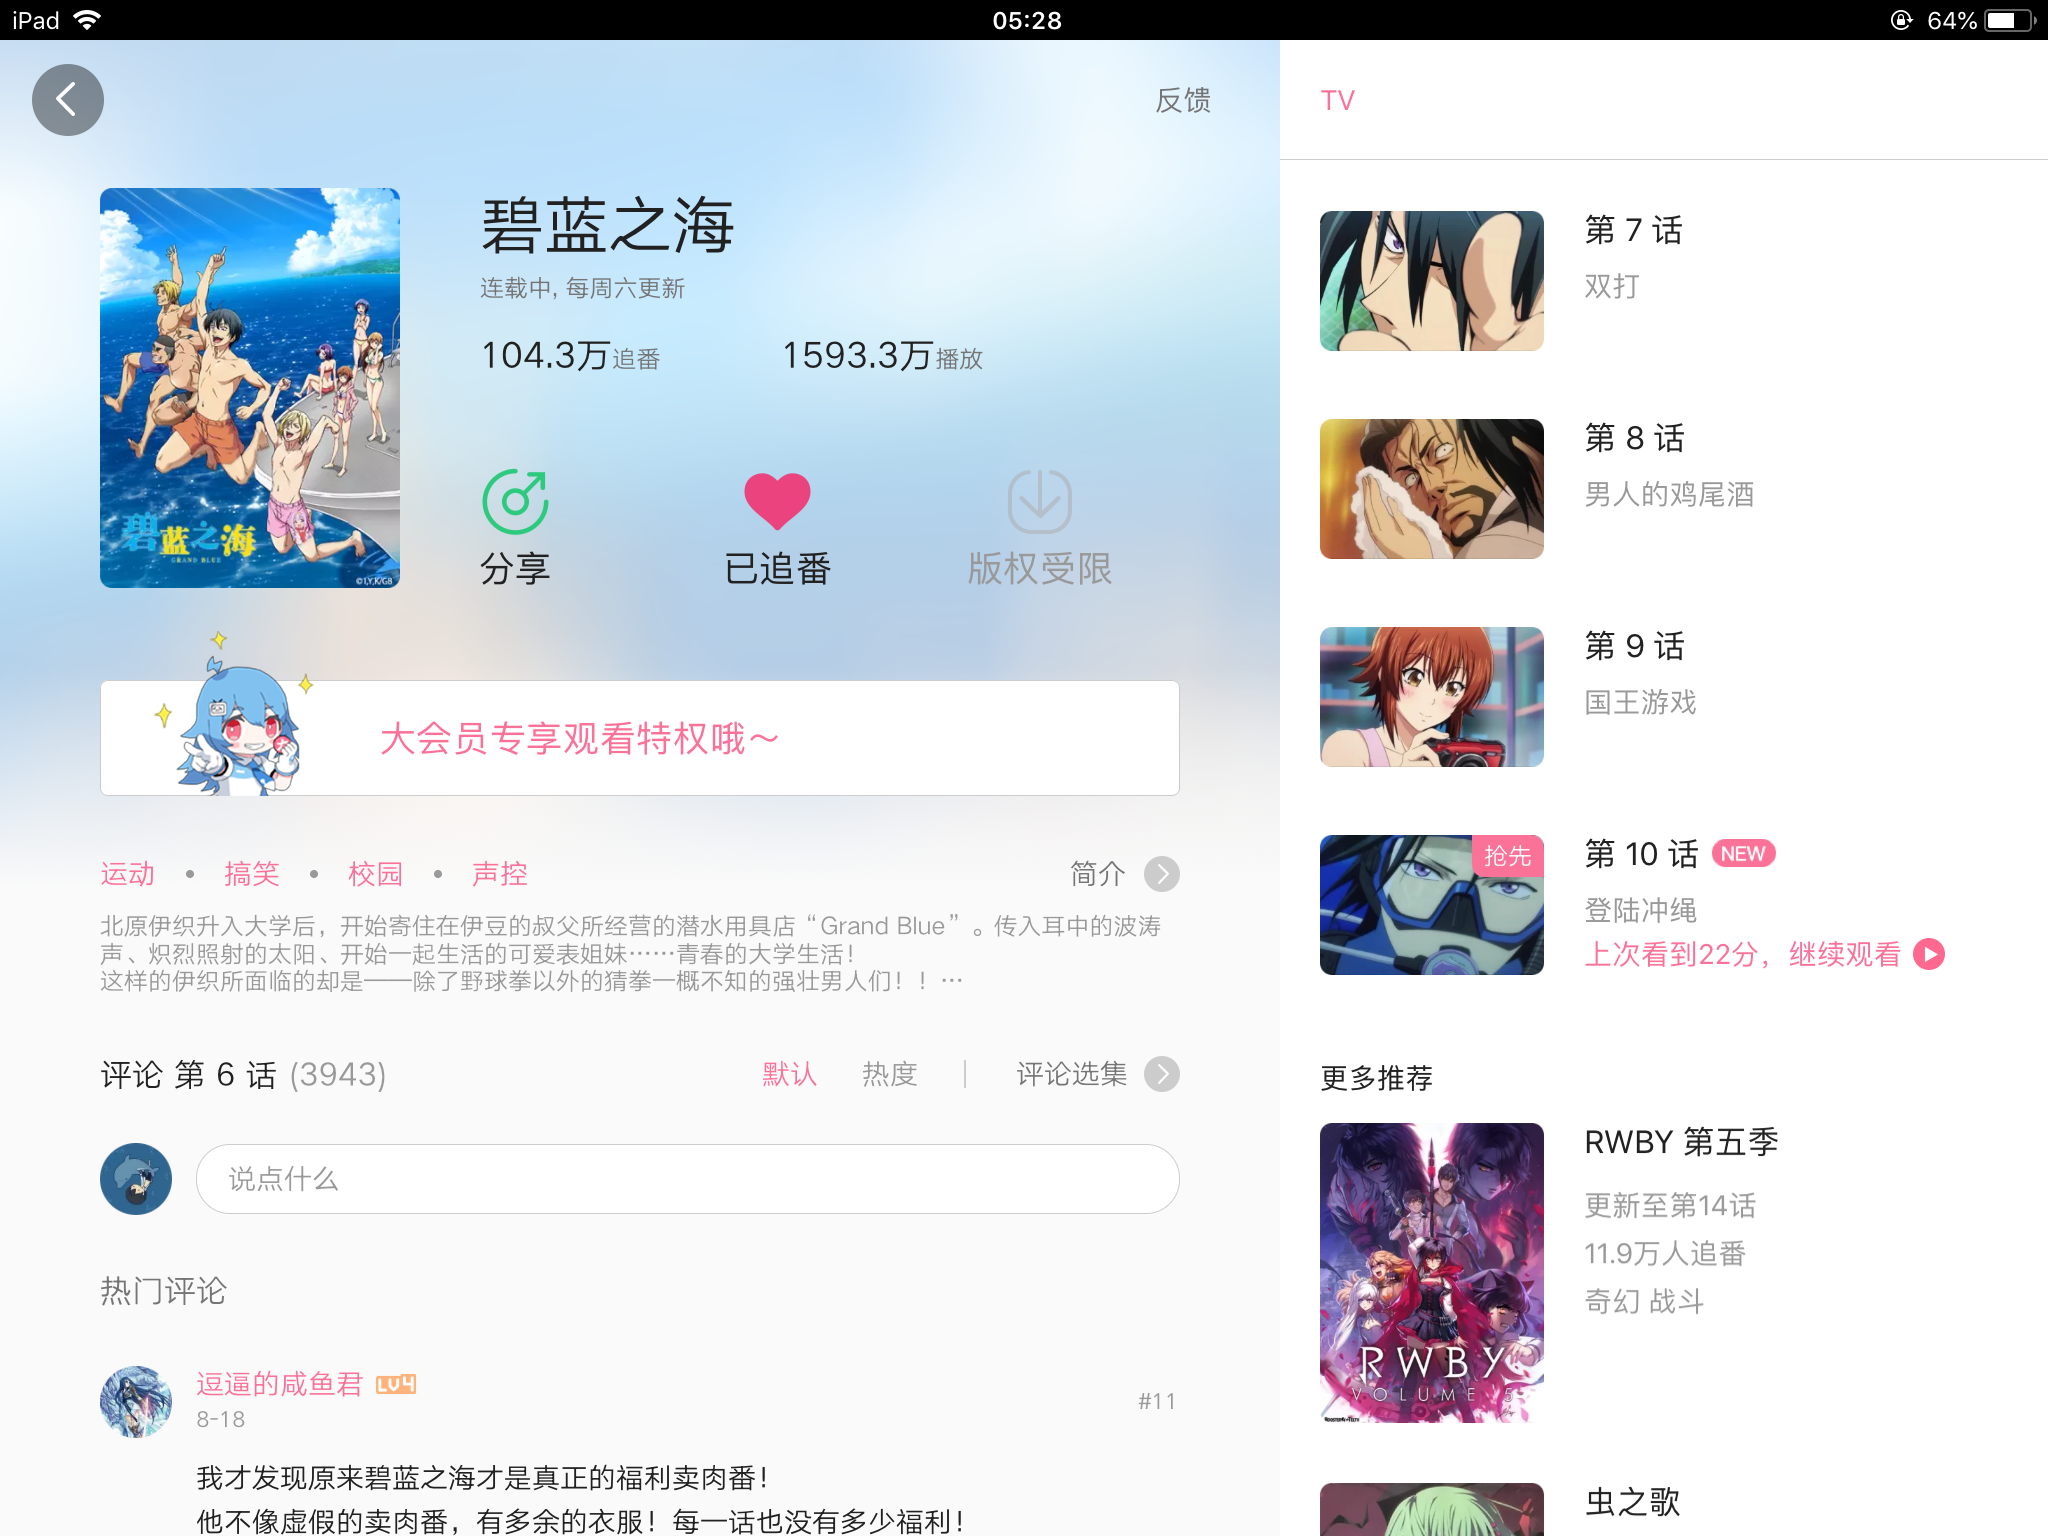 iPad
05:28
64%
反馈
碧蓝之海
连载中, 每周六更新
104.3万追番
1593.3万播放
碧蓝之海
GRAND BLUE
©I,Y,K/GB
分享
已追番
版权受限
大会员专享观看特权哦～
运动 • 搞笑 • 校园 • 声控
简介
北原伊织升入大学后，开始寄住在伊豆的叔父所经营的潜水用具店“Grand Blue”。传入耳中的波涛
声、炽烈照射的太阳、开始一起生活的可爱表姐妹……青春的大学生活！
这样的伊织所面临的却是——除了野球拳以外的猜拳一概不知的强壮男人们！！…
评论 第 6 话 (3943)
默认
热度
评论选集
说点什么
热门评论
逗逼的咸鱼君 LV4
8-18
#11
我才发现原来碧蓝之海才是真正的福利卖肉番！
他不像虚假的卖肉番，有多余的衣服！每一话也没有多少福利！
TV
第 7 话
双打
第 8 话
男人的鸡尾酒
第 9 话
国王游戏
抢先
第 10 话 NEW
登陆冲绳
上次看到22分，继续观看
更多推荐
RWBY
VOLUME 5
RWBY 第五季
更新至第14话
11.9万人追番
奇幻 战斗
虫之歌